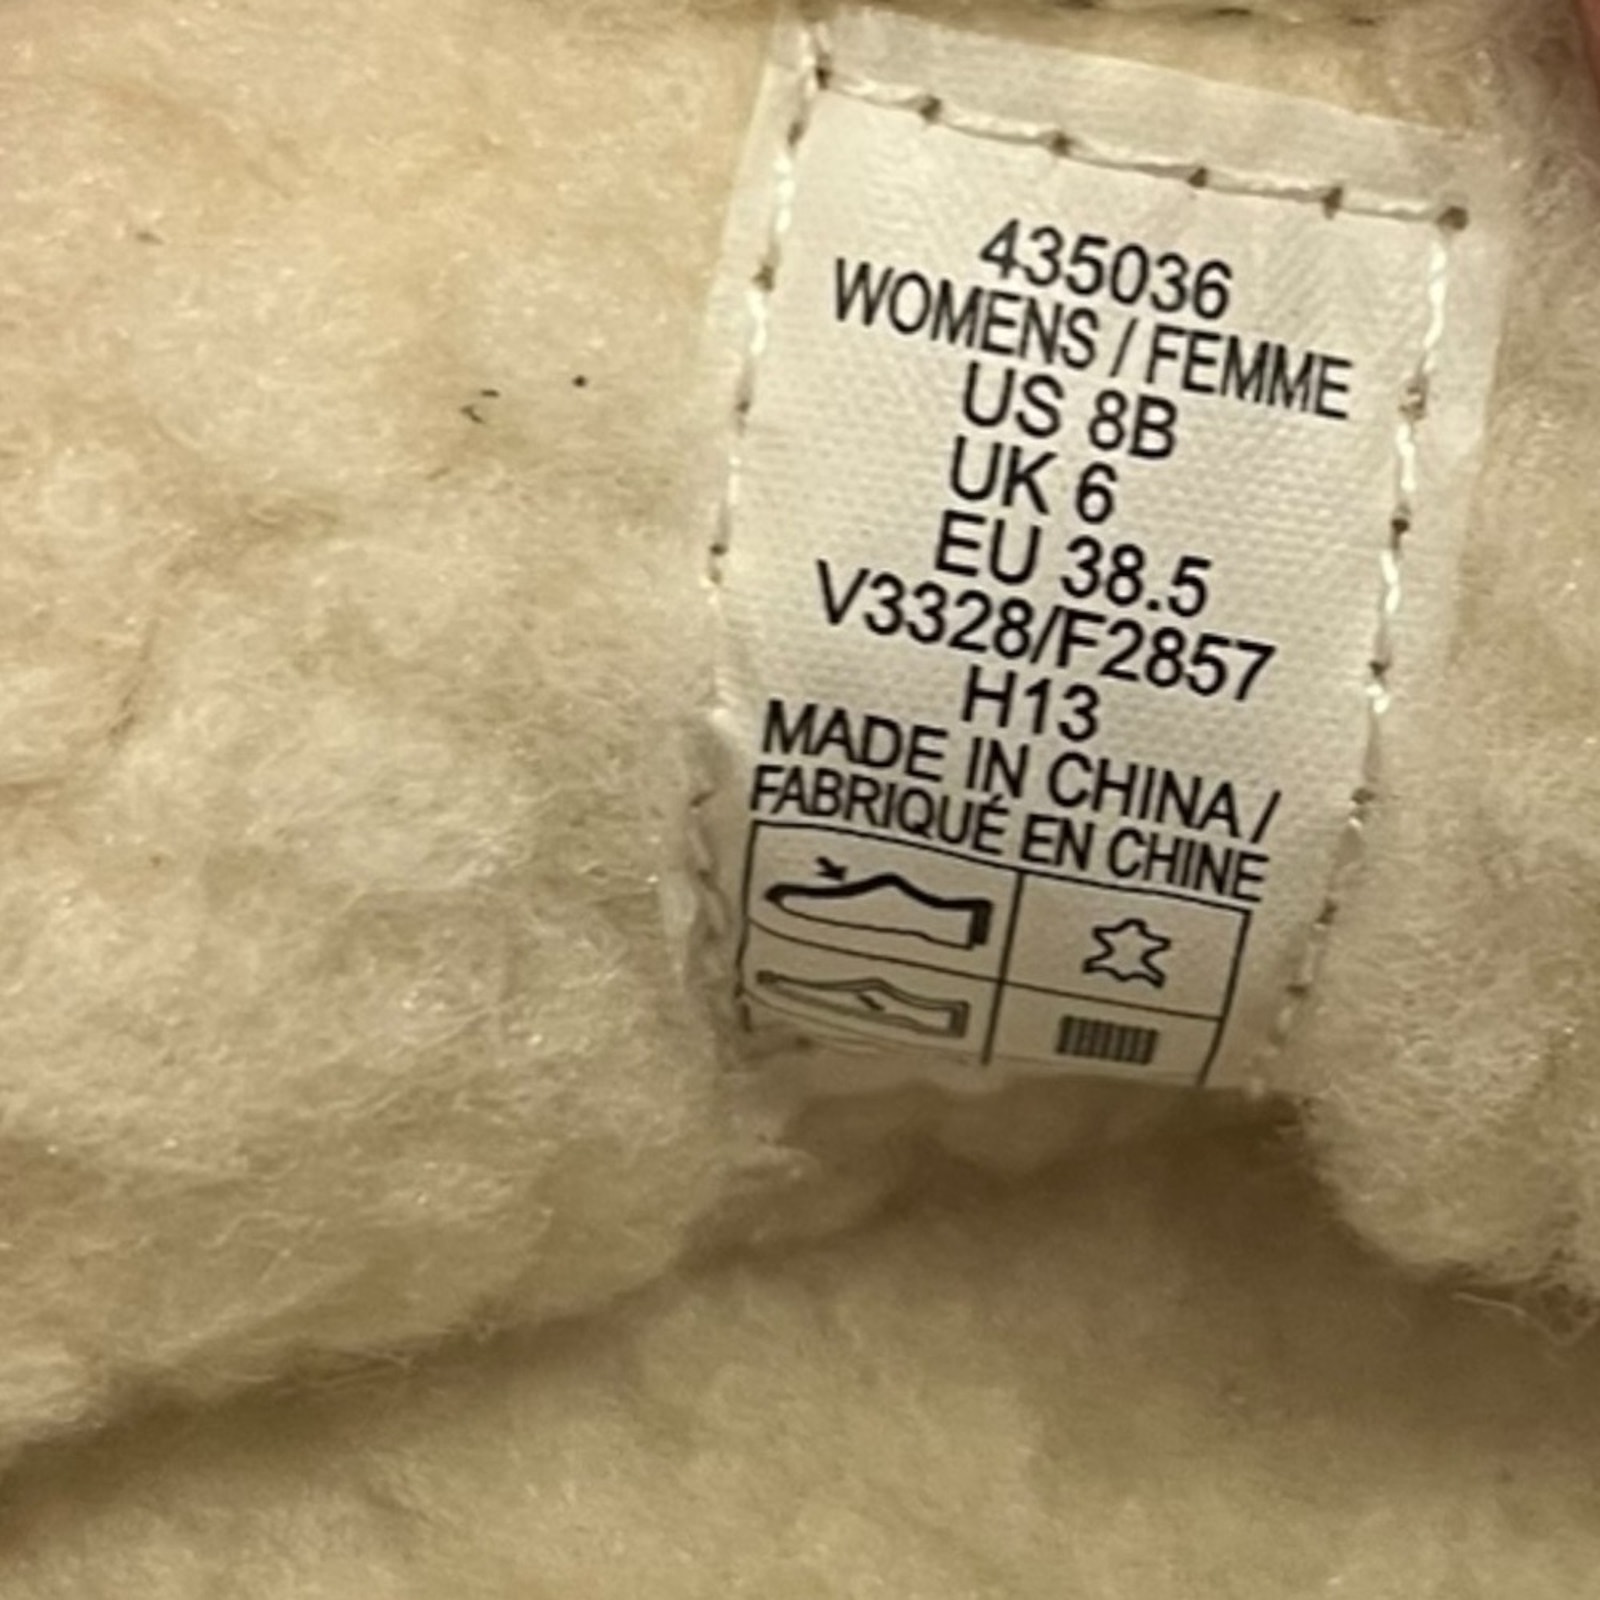 435036
WOMENS / FEMME
US 8B
UK 6
EU 38.5
V3328/F2857
H13
MADE IN CHINA /
FABRIQUÉ EN CHINE